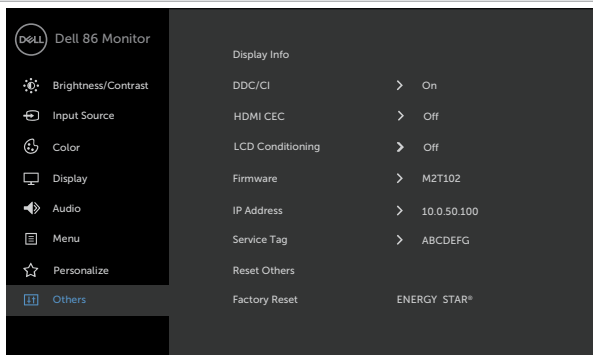 DELL Dell 86 Monitor
Display Info
Brightness/Contrast DDC/CI On
Input Source HDMI CEC Off
Color LCD Conditioning Off
Display Firmware M2T102
Audio IP Address 10.0.50.100
Menu Service Tag ABCDEFG
Personalize Reset Others
Others Factory Reset ENERGY STAR®